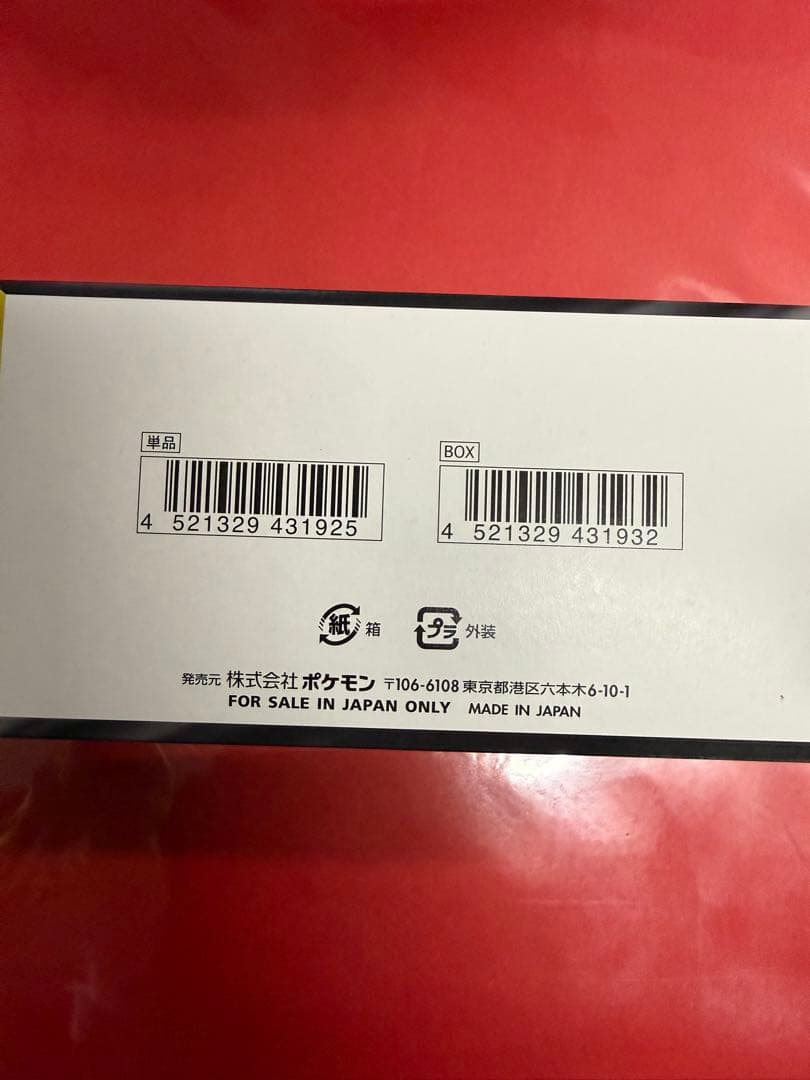 単品
4 521329 431925
BOX
4 521329 431932
紙 箱
プラ 外装
発売元 株式会社ポケモン 〒106-6108 東京都港区六本木6-10-1
FOR SALE IN JAPAN ONLY MADE IN JAPAN